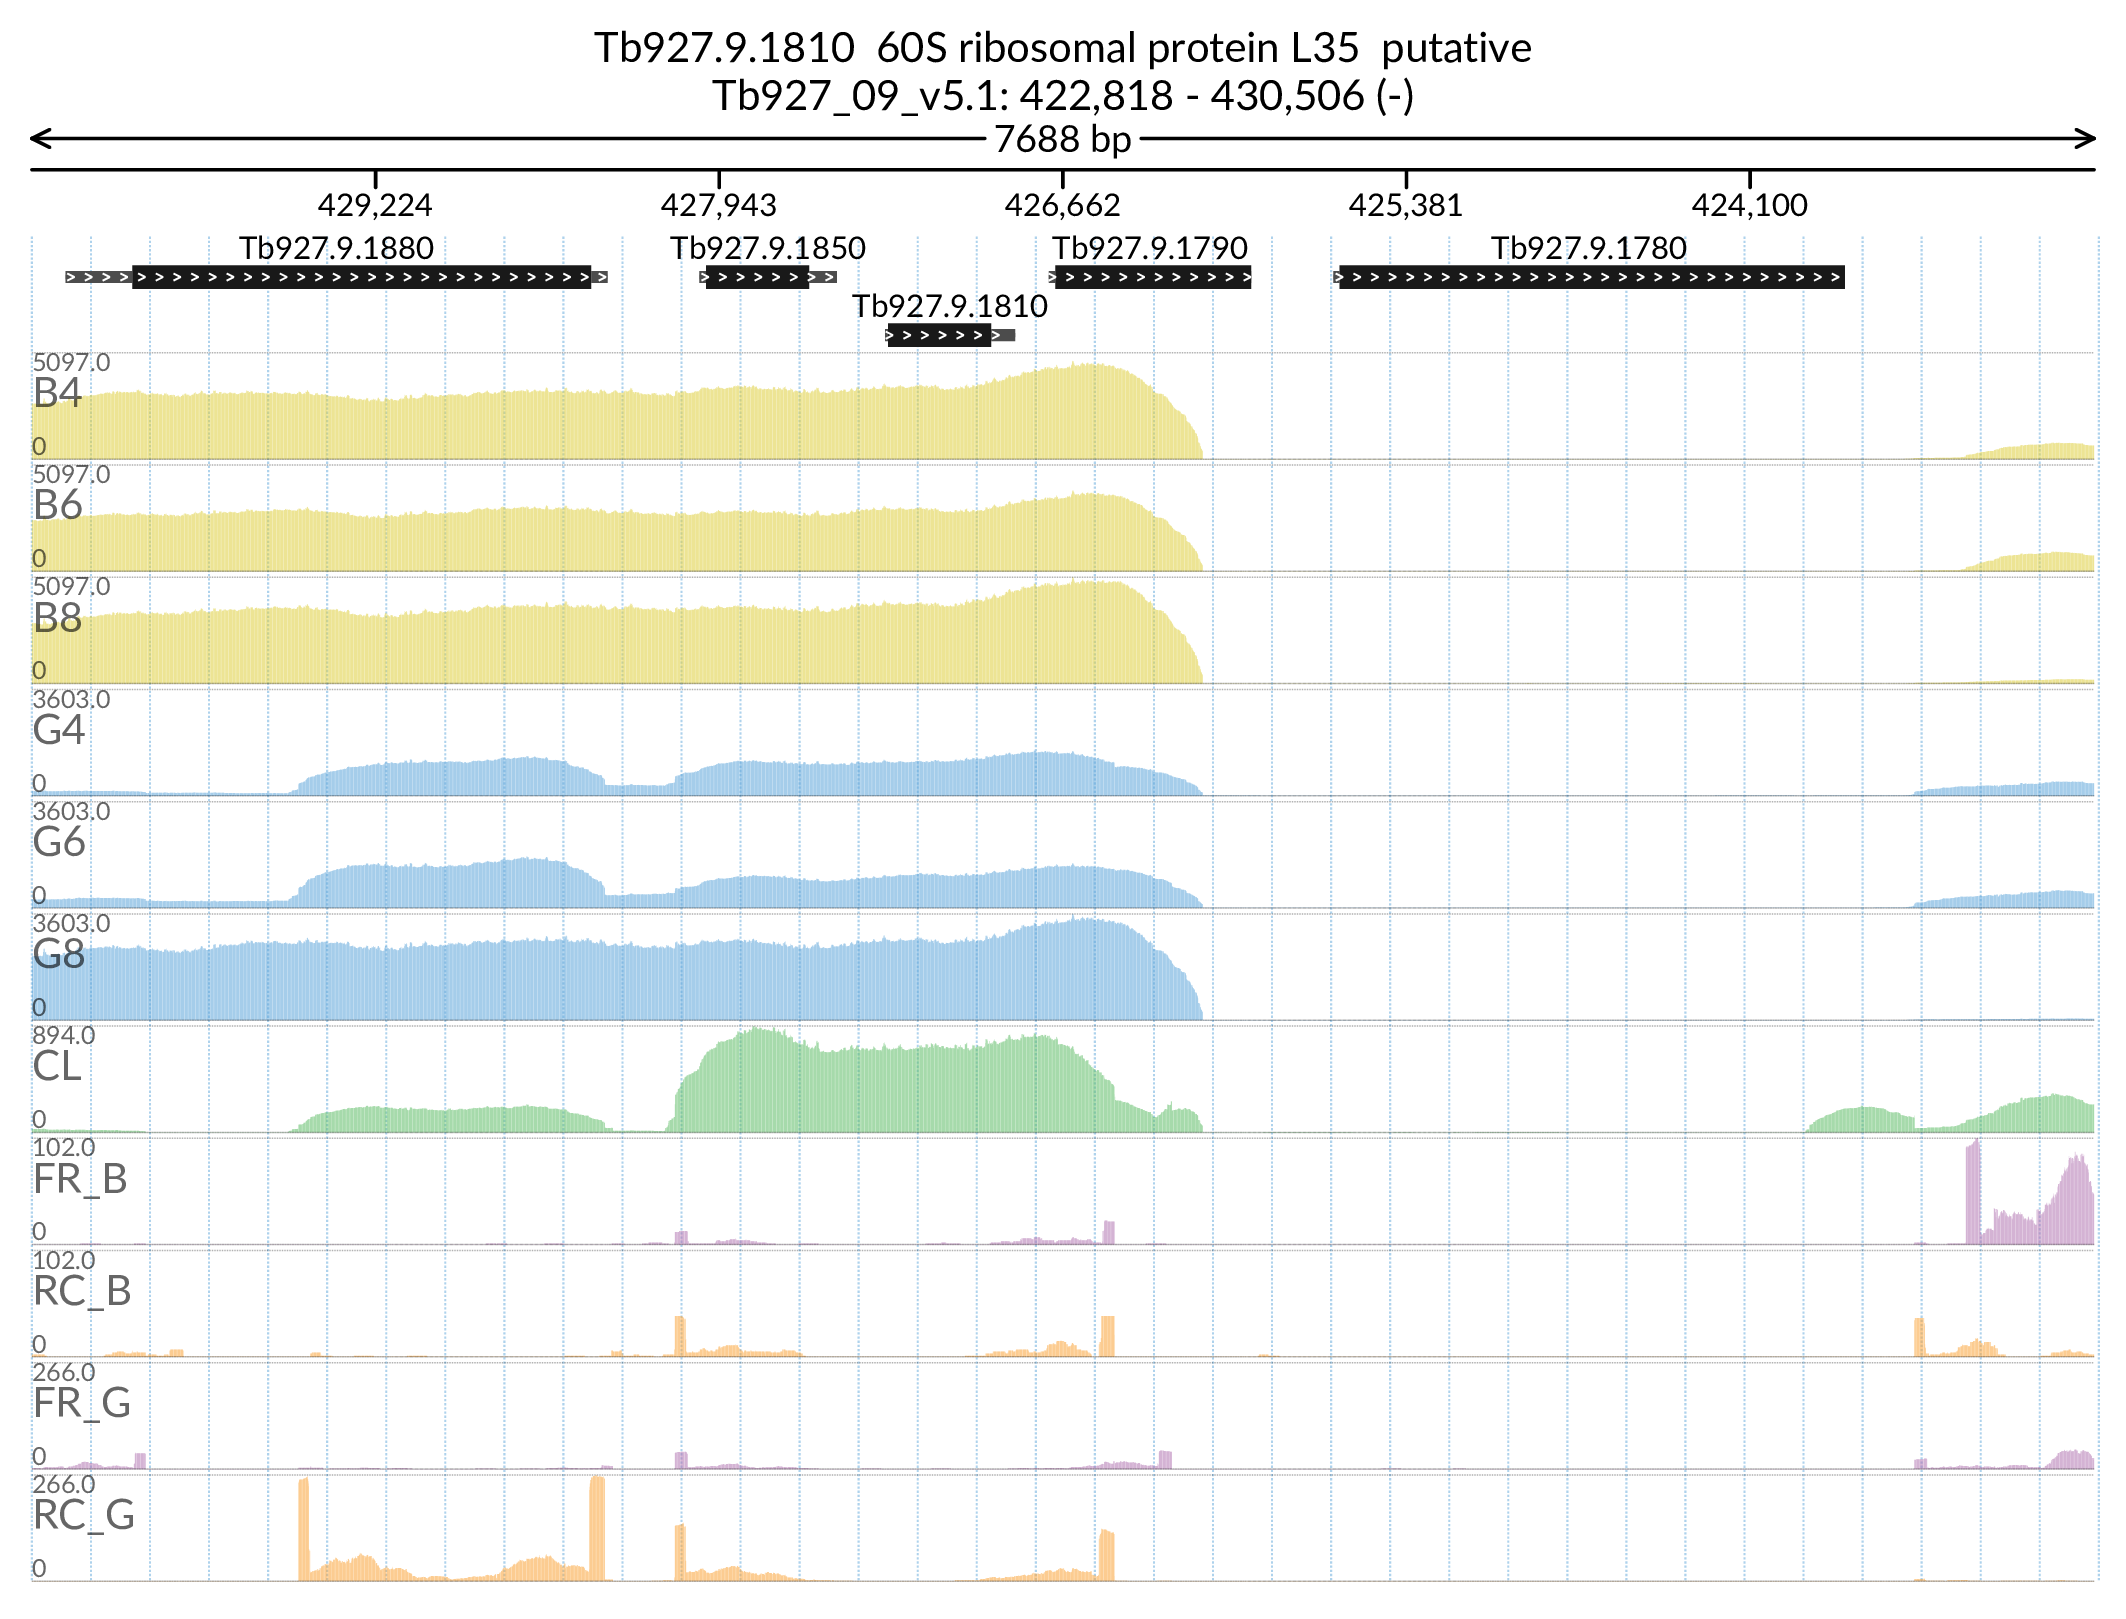 Tb927.9.1810  60S ribosomal protein L35  putative
Tb927_09_v5.1: 422,818 - 430,506 (-)
7688 bp
429,224 427,943 426,662 425,381 424,100
Tb927.9.1880 Tb927.9.1850 Tb927.9.1790 Tb927.9.1780
Tb927.9.1810
5097.0
B4
0
5097.0
B6
0
5097.0
B8
0
3603.0
G4
0
3603.0
G6
0
3603.0
G8
0
894.0
CL
0
102.0
FR_B
0
102.0
RC_B
0
266.0
FR_G
0
266.0
RC_G
0